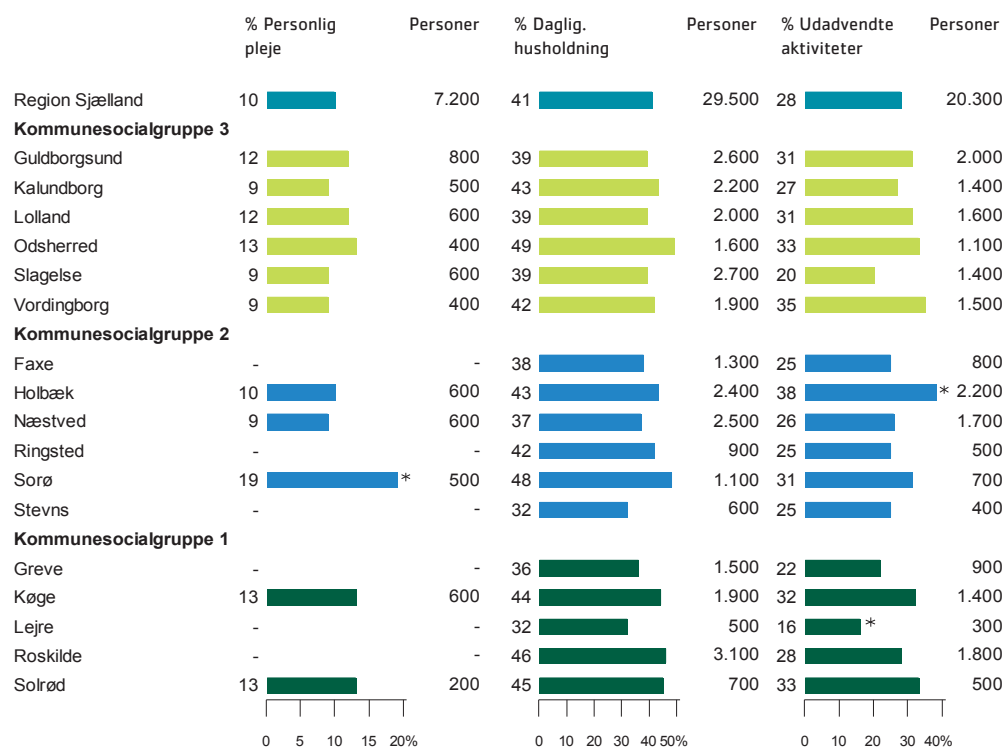 % Personlig pleje Personer % Daglig. husholdning Personer % Udadvendte aktiviteter Personer
Region Sjælland 10 7.200 41 29.500 28 20.300
Kommunesocialgruppe 3
Guldborgsund 12 800 39 2.600 31 2.000
Kalundborg 9 500 43 2.200 27 1.400
Lolland 12 600 39 2.000 31 1.600
Odsherred 13 400 49 1.600 33 1.100
Slagelse 9 600 39 2.700 20 1.400
Vordingborg 9 400 42 1.900 35 1.500
Kommunesocialgruppe 2
Faxe - - 38 1.300 25 800
Holbæk 10 600 43 2.400 38 * 2.200
Næstved 9 600 37 2.500 26 1.700
Ringsted - - 42 900 25 500
Sorø 19 * 500 48 1.100 31 700
Stevns - - 32 600 25 400
Kommunesocialgruppe 1
Greve - - 36 1.500 22 900
Køge 13 600 44 1.900 32 1.400
Lejre - - 32 500 16 * 300
Roskilde - - 46 3.100 28 1.800
Solrød 13 200 45 700 33 500
0 5 10 15 20% 0 10 20 30 40 50% 0 10 20 30 40%